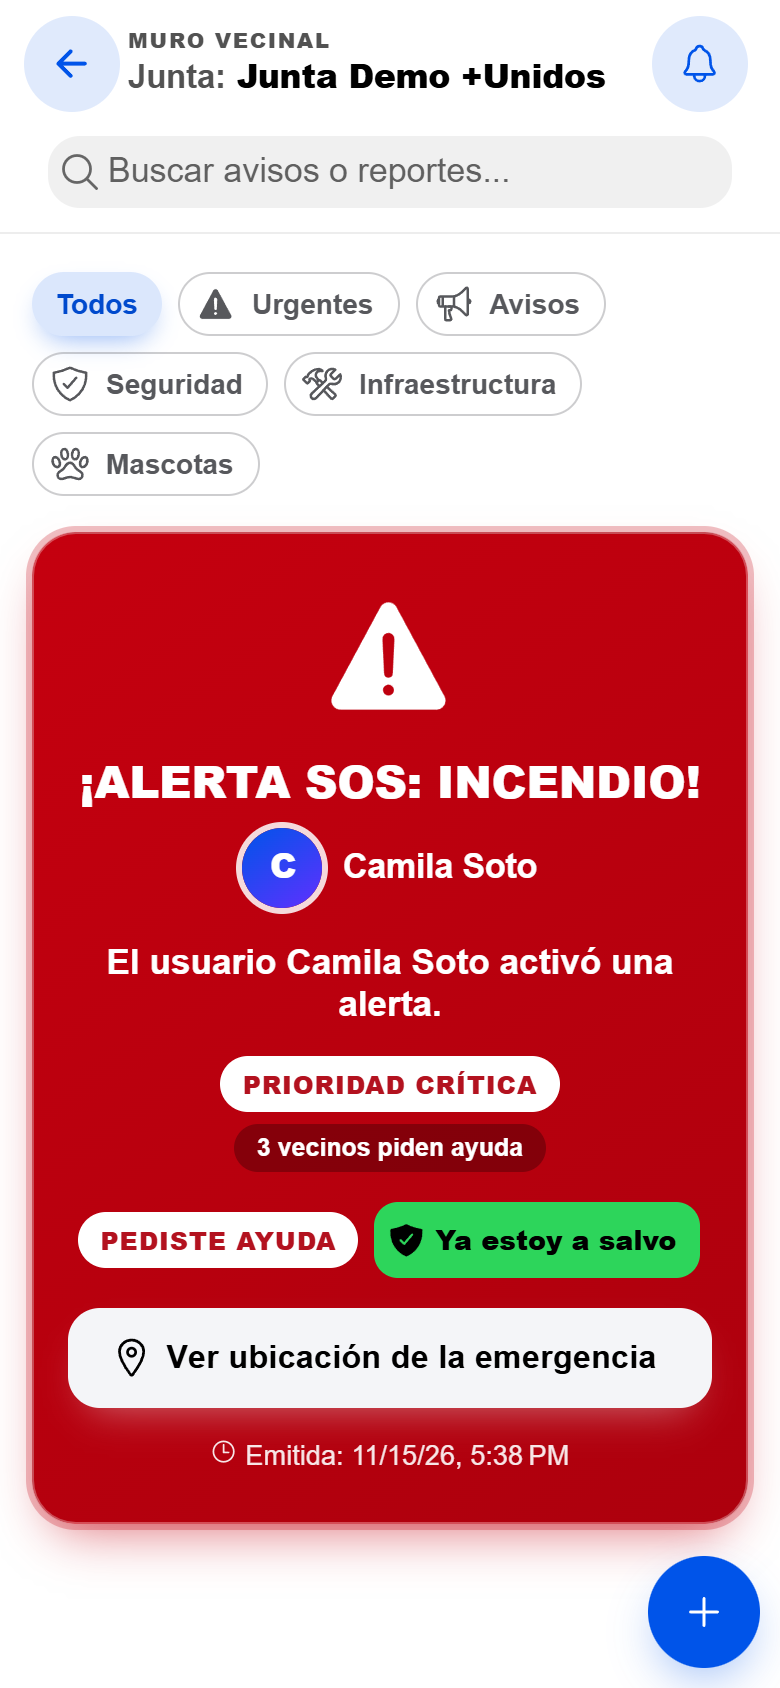 MURO VECINAL
Junta: Junta Demo +Unidos
Buscar avisos o reportes...
Todos
Urgentes
Avisos
Seguridad
Infraestructura
Mascotas
¡ALERTA SOS: INCENDIO!
C
Camila Soto
El usuario Camila Soto activó una
alerta.
PRIORIDAD CRÍTICA
3 vecinos piden ayuda
PEDISTE AYUDA
Ya estoy a salvo
Ver ubicación de la emergencia
Emitida: 11/15/26, 5:38 PM